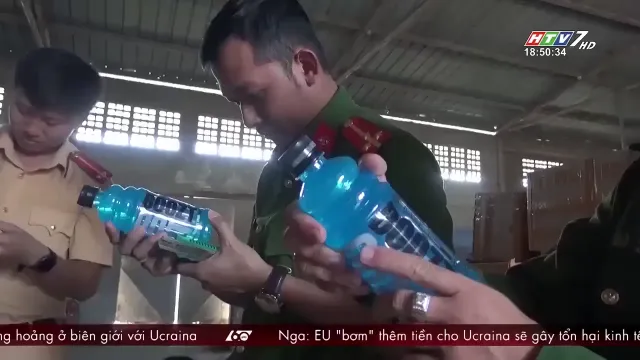 HTV7 HD
18:50:34
BOOST
BOOST
ng hoảng ở biên giới với Ucraina 60 Nga: EU "bơm" thêm tiền cho Ucraina sẽ gây tổn hại kinh tế